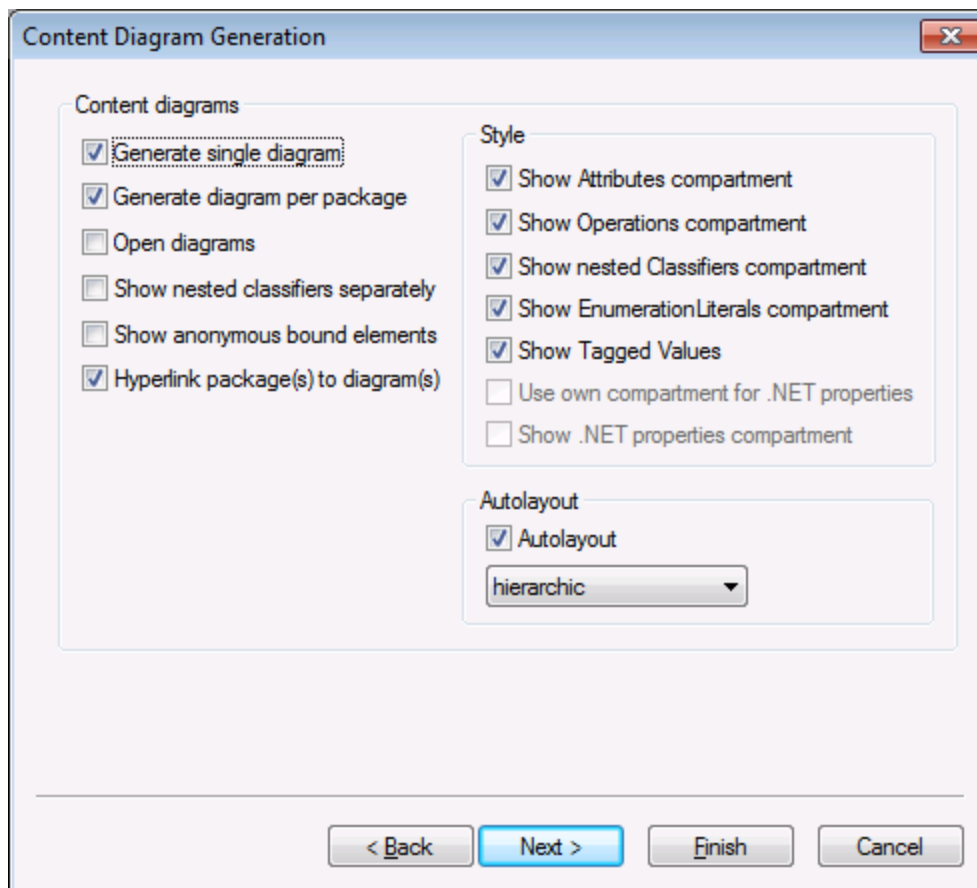 Content Diagram Generation
Content diagrams
Generate single diagram
Generate diagram per package
Open diagrams
Show nested classifiers separately
Show anonymous bound elements
Hyperlink package(s) to diagram(s)
Style
Show Attributes compartment
Show Operations compartment
Show nested Classifiers compartment
Show EnumerationLiterals compartment
Show Tagged Values
Use own compartment for .NET properties
Show .NET properties compartment
Autolayout
Autolayout
hierarchic
< Back Next > Finish Cancel